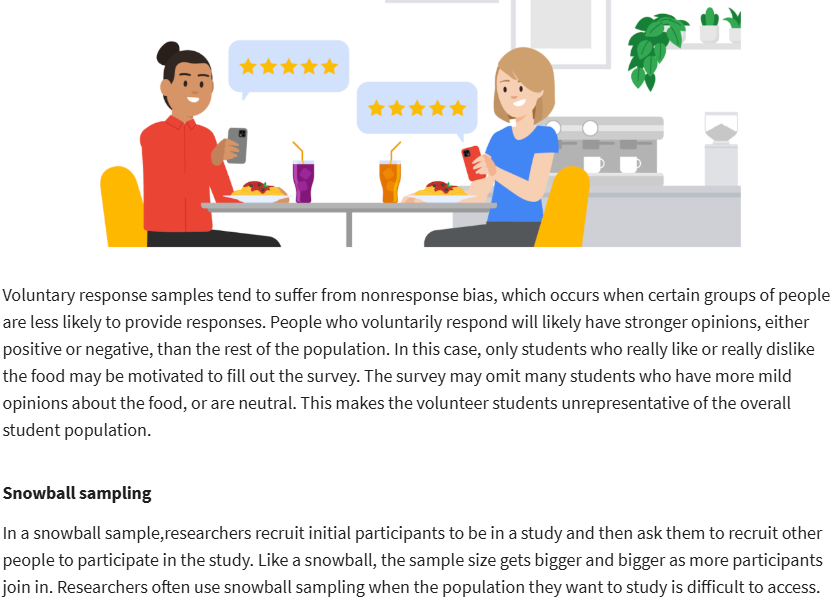 Voluntary response samples tend to suffer from nonresponse bias, which occurs when certain groups of people
are less likely to provide responses. People who voluntarily respond will likely have stronger opinions, either
positive or negative, than the rest of the population. In this case, only students who really like or really dislike
the food may be motivated to fill out the survey. The survey may omit many students who have more mild
opinions about the food, or are neutral. This makes the volunteer students unrepresentative of the overall
student population.
Snowball sampling
In a snowball sample,researchers recruit initial participants to be in a study and then ask them to recruit other
people to participate in the study. Like a snowball, the sample size gets bigger and bigger as more participants
join in. Researchers often use snowball sampling when the population they want to study is difficult to access.